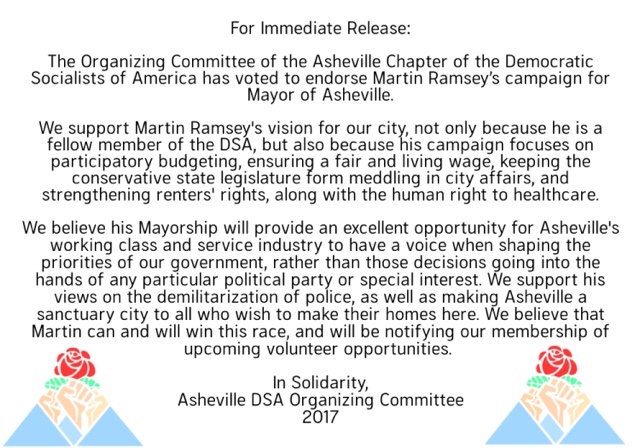 For Immediate Release:
The Organizing Committee of the Asheville Chapter of the Democratic
Socialists of America has voted to endorse Martin Ramsey's campaign for
Mayor of Asheville.
We support Martin Ramsey's vision for our city, not only because he is a
fellow member of the DSA, but also because his campaign focuses on
participatory budgeting, ensuring a fair and living wage, keeping the
conservative state legislature form meddling in city affairs, and
strengthening renters' rights, along with the human right to healthcare.
We believe his Mayorship will provide an excellent opportunity for Asheville's
working class and service industry to have a voice when shaping the
priorities of our government, rather than those decisions going into the
hands of any particular political party or special interest. We support his
views on the demilitarization of police, as well as making Asheville a
sanctuary city to all who wish to make their homes here. We believe that
Martin can and will win this race, and will be notifying our membership of
upcoming volunteer opportunities.
In Solidarity,
Asheville DSA Organizing Committee
2017